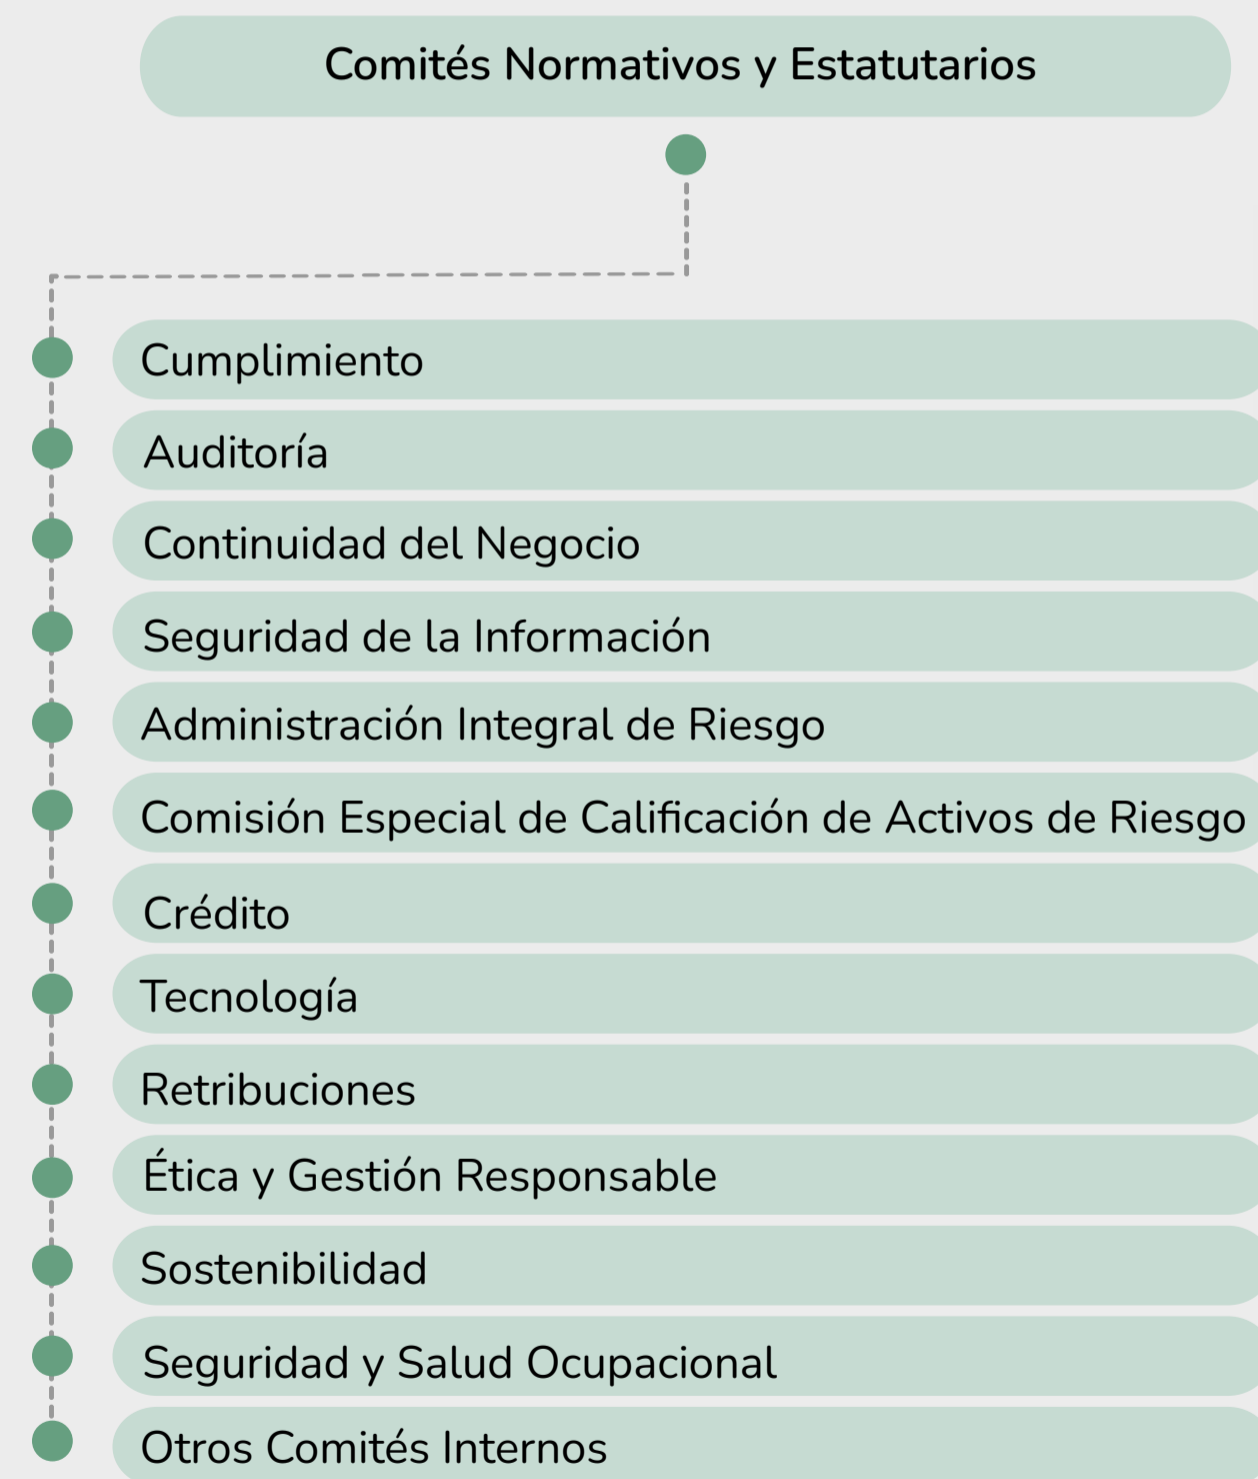 Comités Normativos y Estatutarios
Cumplimiento
Auditoría
Continuidad del Negocio
Seguridad de la Información
Administración Integral de Riesgo
Comisión Especial de Calificación de Activos de Riesgo
Crédito
Tecnología
Retribuciones
Ética y Gestión Responsable
Sostenibilidad
Seguridad y Salud Ocupacional
Otros Comités Internos